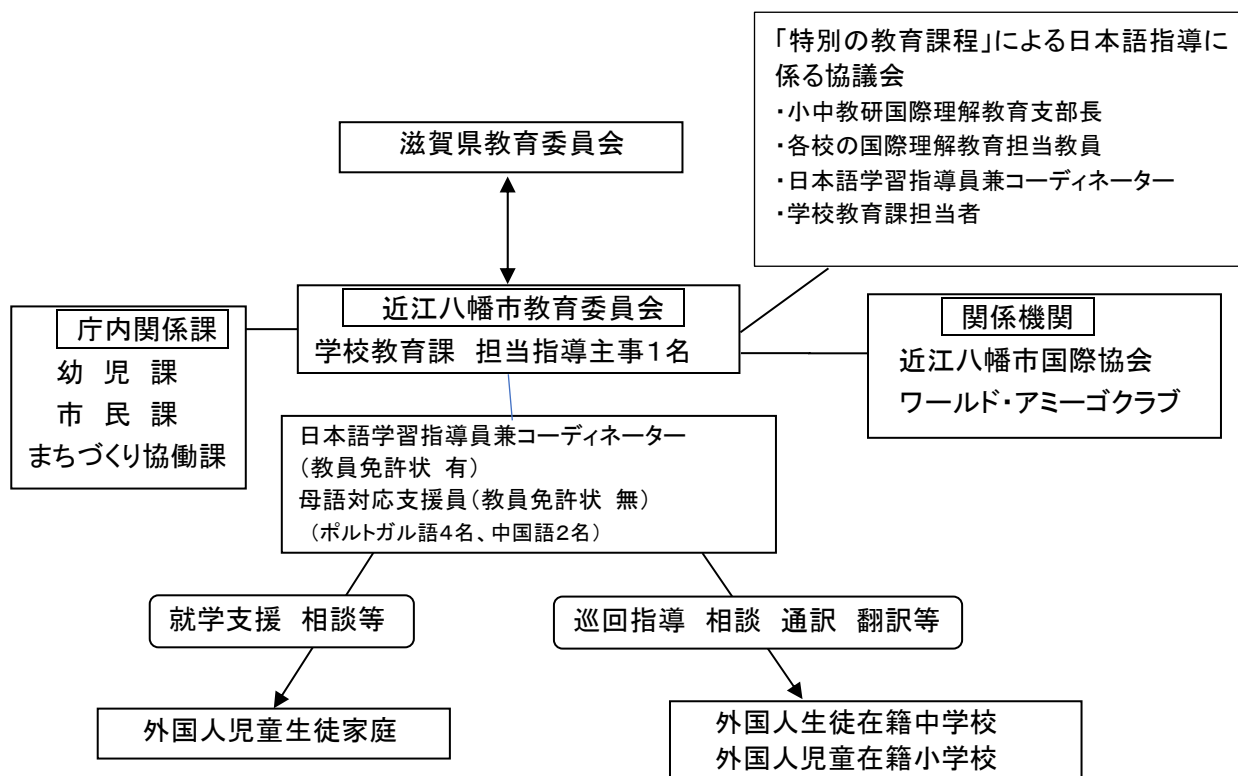 「特別の教育課程」による日本語指導に
係る協議会
・小中教研国際理解教育支部長
・各校の国際理解教育担当教員
・日本語学習指導員兼コーディネーター
・学校教育課担当者
滋賀県教育委員会
近江八幡市教育委員会
学校教育課　担当指導主事１名
庁内関係課
幼　児　課
市　民　課
まちづくり協働課
関係機関
近江八幡市国際協会
ワールド・アミーゴクラブ
日本語学習指導員兼コーディネーター
（教員免許状　有）
母語対応支援員（教員免許状　無）
（ポルトガル語４名、中国語２名）
就学支援　相談等
巡回指導　相談　通訳　翻訳等
外国人児童生徒家庭
外国人生徒在籍中学校
外国人児童在籍小学校